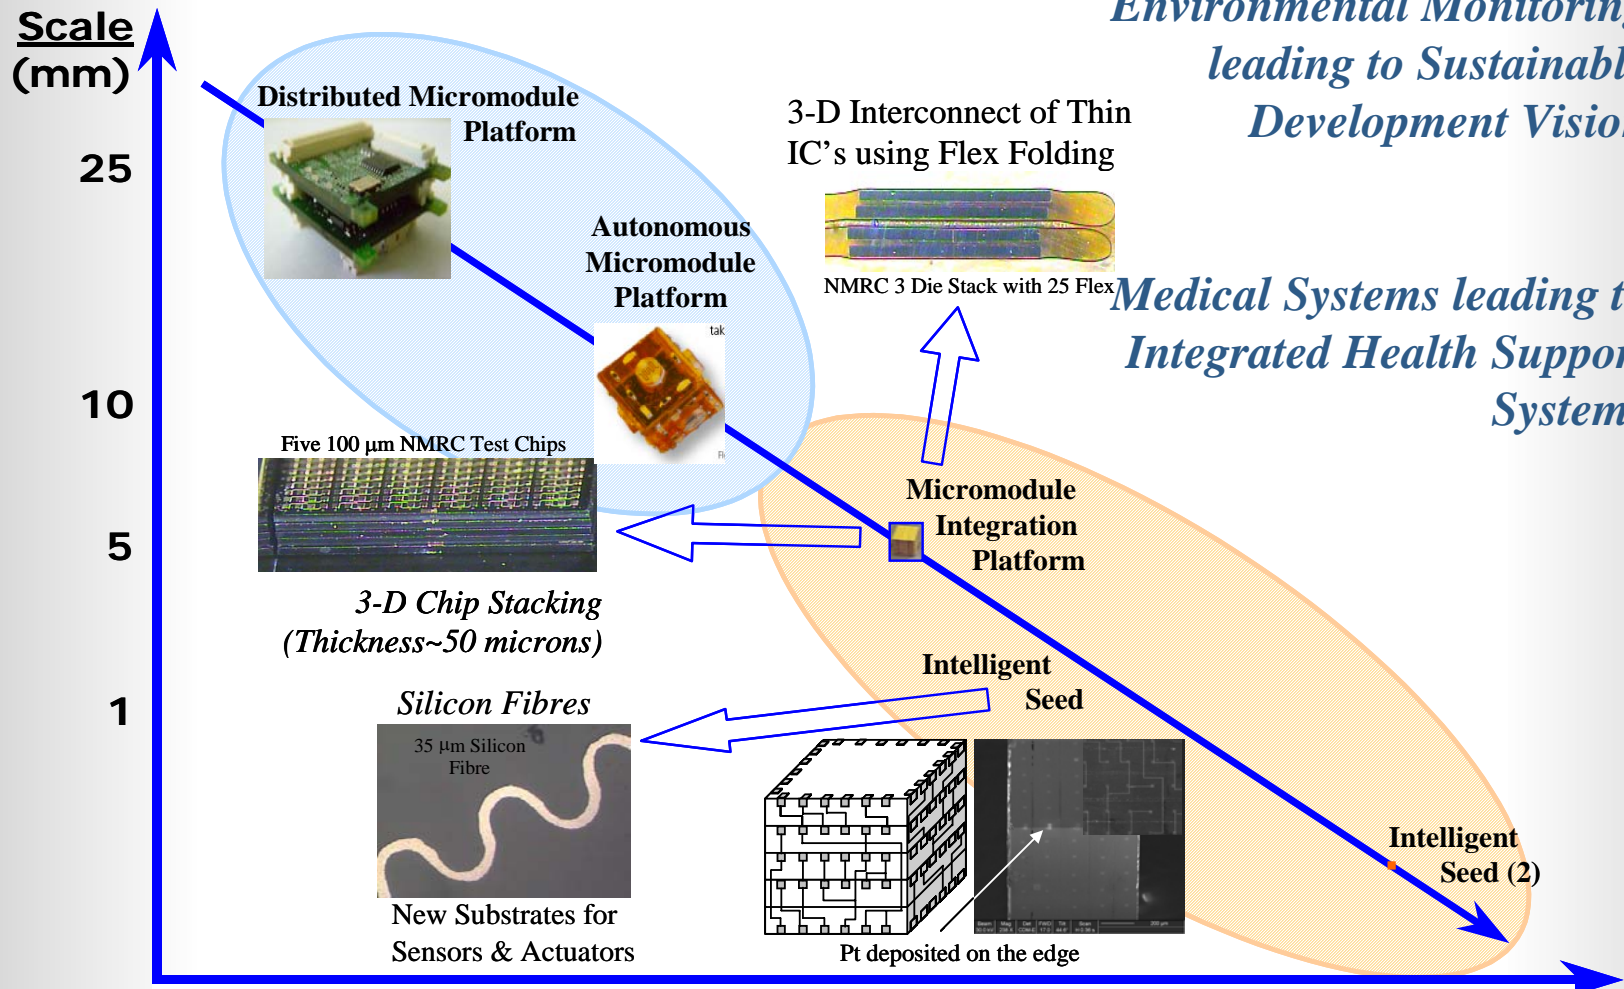 Scale
(mm)
25
10
5
1
Environmental Monitoring
leading to Sustainabl
Development Visio
Distributed Micromodule
Platform
3-D Interconnect of Thin
IC's using Flex Folding
Autonomous
Micromodule
Platform
tak
NMRC 3 Die Stack with 25 Flex
Medical Systems leading t
Integrated Health Suppor
System
Five 100 µm NMRC Test Chips
Micromodule
Integration
Platform
3-D Chip Stacking
(Thickness~50 microns)
Intelligent
Seed
Silicon Fibres
35 µm Silicon
Fibre
New Substrates for
Sensors & Actuators
Pt deposited on the edge
Intelligent
Seed (2)